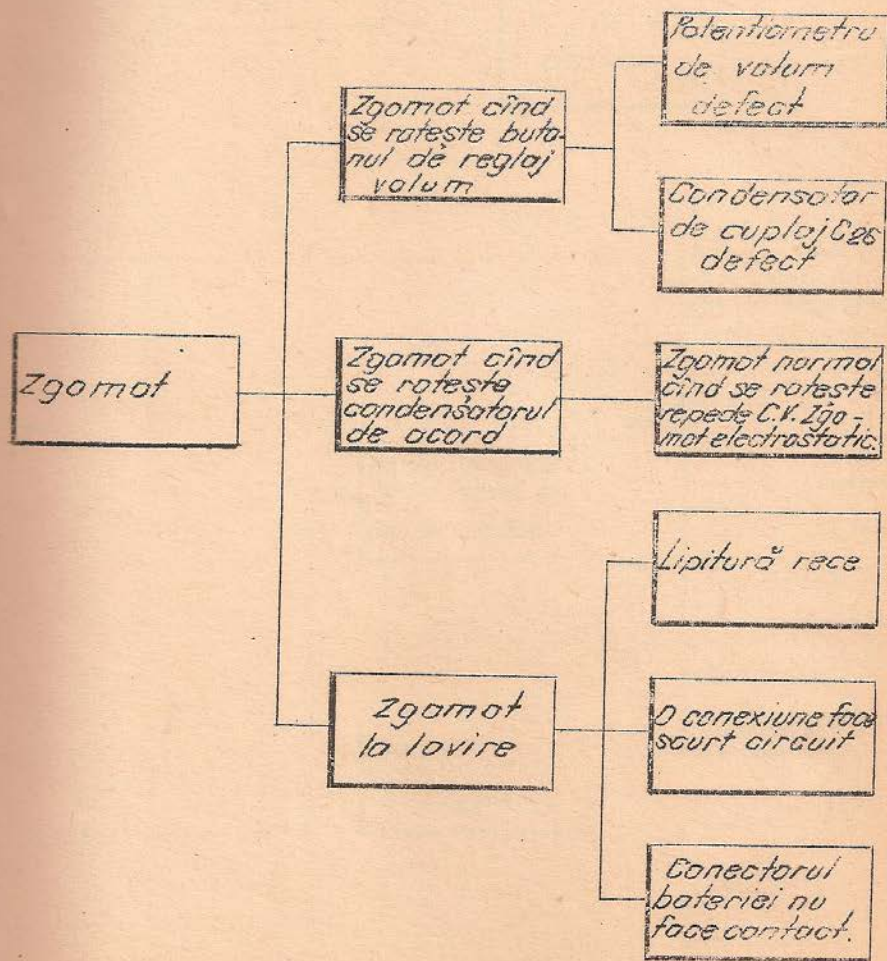 Potentiometru
de volum
defect
Zgomot cînd
se rotește buto-
nul de reglaj
volum
Condensator
de cuplaj C26
defect
Zgomot
Zgomot cînd
se rotește
condensatorul
de acord
Zgomot normal
cînd se rotește
repede C.V. Zgo-
mot electrostatic.
Lipitură rece
Zgomot
la lovire
O conexiune face
scurt circuit
Conectorul
bateriei nu
face contact.